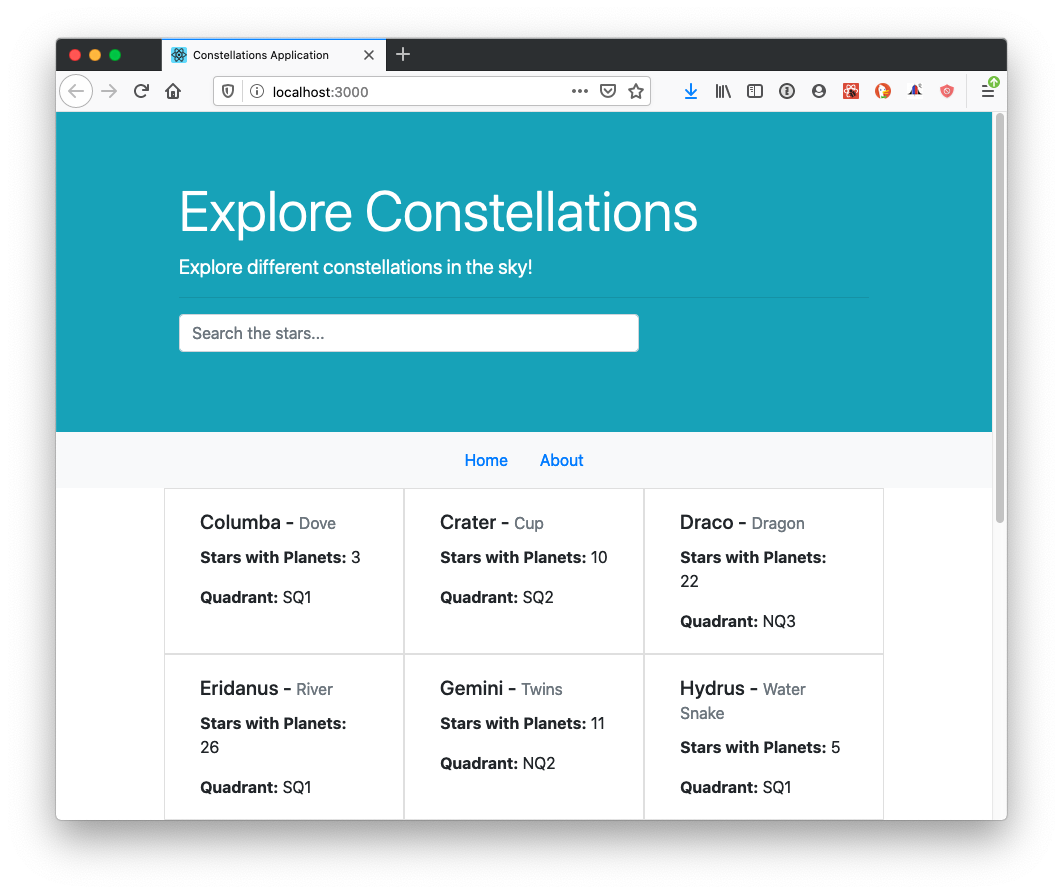 Constellations Application
localhost:3000
Explore Constellations
Explore different constellations in the sky!
Search the stars...
Home About
Columba - Dove
Stars with Planets: 3
Quadrant: SQ1
Crater - Cup
Stars with Planets: 10
Quadrant: SQ2
Draco - Dragon
Stars with Planets:
22
Quadrant: NQ3
Eridanus - River
Stars with Planets:
26
Quadrant: SQ1
Gemini - Twins
Stars with Planets: 11
Quadrant: NQ2
Hydrus - Water
Snake
Stars with Planets: 5
Quadrant: SQ1